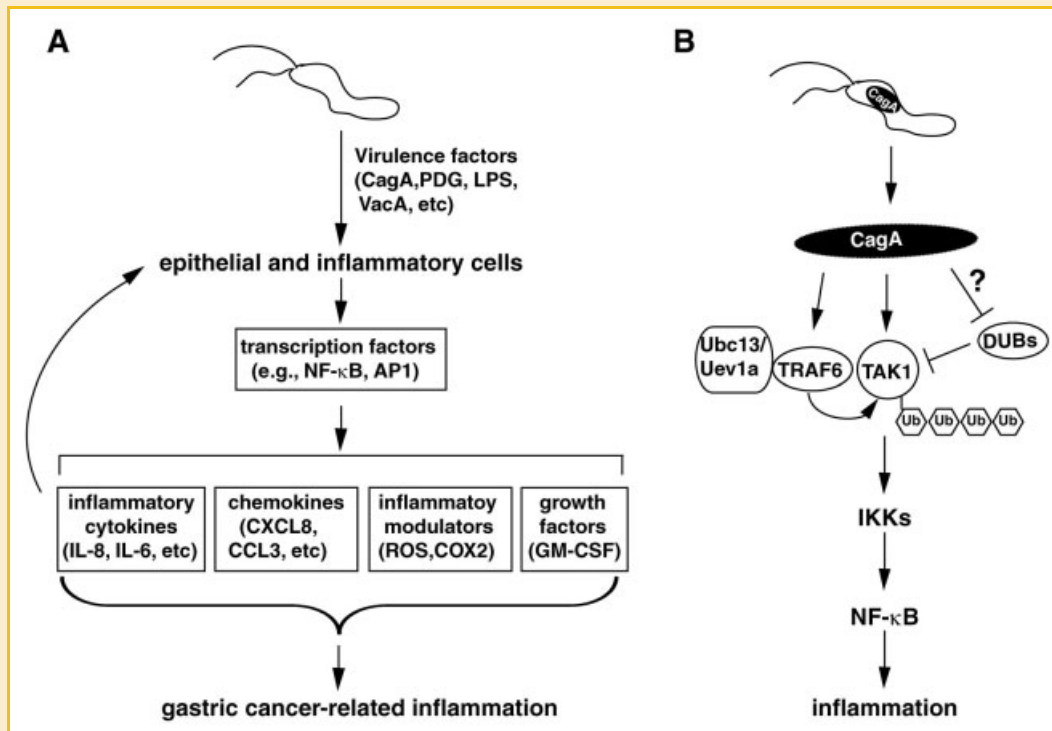 A
Virulence factors
(CagA,PDG, LPS,
VacA, etc)
epithelial and inflammatory cells
transcription factors
(e.g., NF-κB, AP1)
inflammatory
cytokines
(IL-8, IL-6, etc)
chemokines
(CXCL8,
CCL3, etc)
inflammatoy
modulators
(ROS,COX2)
growth
factors
(GM-CSF)
gastric cancer-related inflammation
B
CagA
CagA
?
DUBs
Ubc13/
Uev1a
TRAF6
TAK1
Ub Ub Ub Ub
IKKs
NF-κB
inflammation